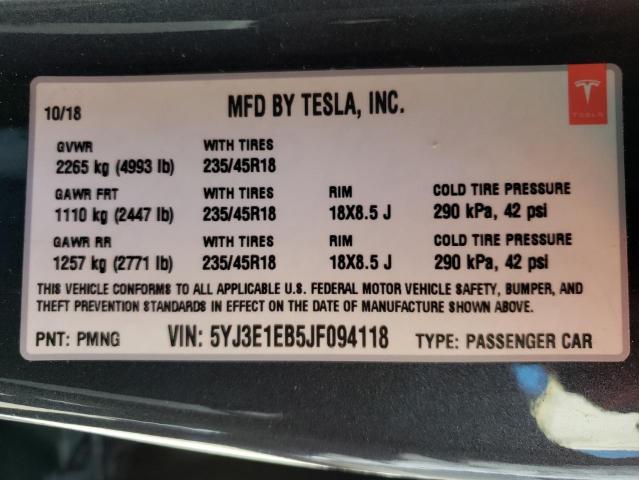 10/18 MFD BY TESLA, INC.
TESLA
GVWR WITH TIRES
2265 kg (4993 lb) 235/45R18
GAWR FRT WITH TIRES RIM COLD TIRE PRESSURE
1110 kg (2447 lb) 235/45R18 18X8.5 J 290 kPa, 42 psi
GAWR RR WITH TIRES RIM COLD TIRE PRESSURE
1257 kg (2771 lb) 235/45R18 18X8.5 J 290 kPa, 42 psi
THIS VEHICLE CONFORMS TO ALL APPLICABLE U.S. FEDERAL MOTOR VEHICLE SAFETY, BUMPER, AND
THEFT PREVENTION STANDARDS IN EFFECT ON THE DATE OF MANUFACTURE SHOWN ABOVE.
PNT: PMNG VIN: 5YJ3E1EB5JF094118 TYPE: PASSENGER CAR